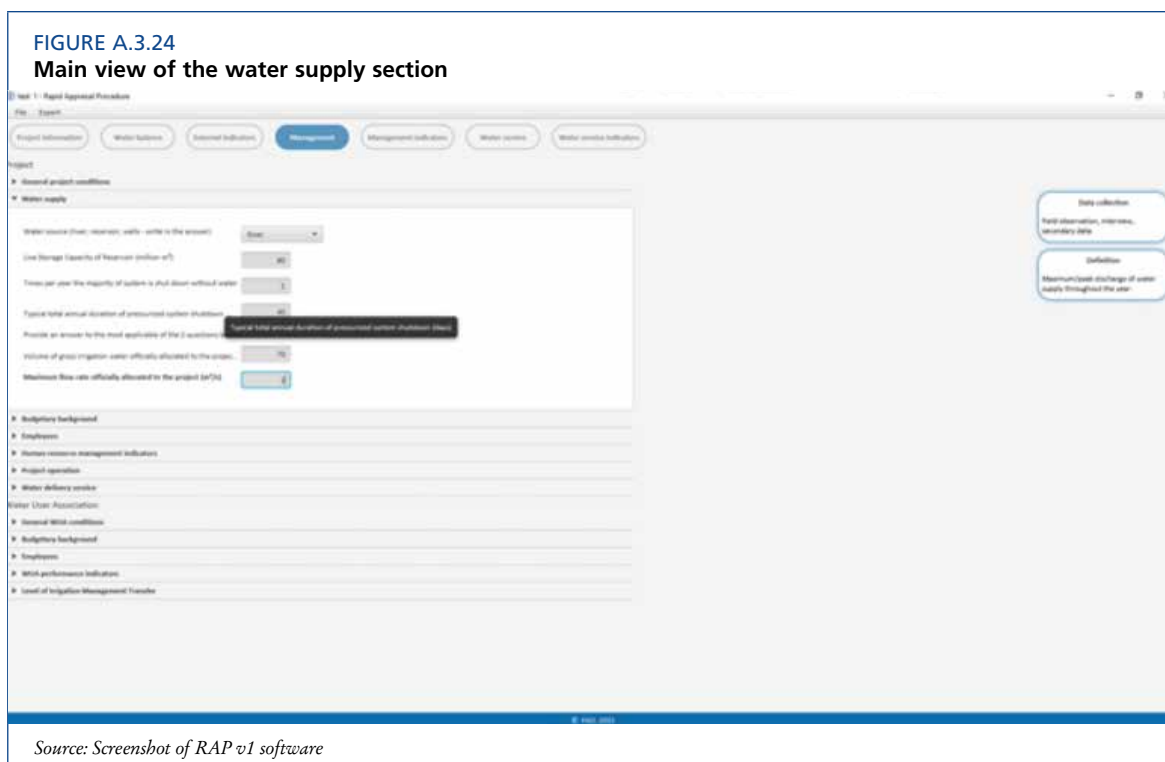 FIGURE A.3.24
Main view of the water supply section
test 1 - Rapid Appraisal Procedure
File Export
Project Information
Water balance
External Indicators
Management
Management indicators
Water service
Water service indicators
Project
General project conditions
Water supply
Water source (river, reservoir, wells - write in the answer)
River
Live Storage Capacity of Reservoir (million m³)
Times per year the majority of system is shut down without water
Typical total annual duration of pressurized system shutdown
Typical total annual duration of pressurized system shutdown (days)
Provide an answer to the most applicable of the 2 questions
Volume of gross irrigation water officially allocated to the projec...
70
Maximum flow rate officially allocated to the project
Budgetary background
Employees
Human resource management indicators
Project operation
Water delivery service
Water User Association
General WUA conditions
Budgetary background
Employees
WUA performance indicators
Level of Irrigation Management Transfer
Data collection
Field observation, interview,
secondary data
Definition
Maximum/peak discharge of water
supply throughout the year
Source: Screenshot of RAP v1 software